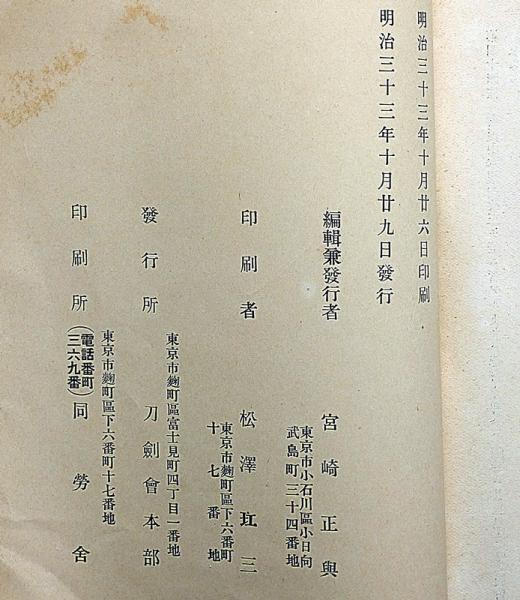 明治三十三年十月廿六日印刷
明治三十三年十月廿九日發行
編輯兼發行者
宮崎正與
東京市小石川區小日向
武島町三十四番地
印刷者
松澤玒三
東京市麴町區下六番町
十七番地
東京市麴町區富士見町四丁目一番地
發行所
刀劍會本部
東京市麴町區下六番町十七番地
印刷所
(電話番町
三六九番)
同勞舍